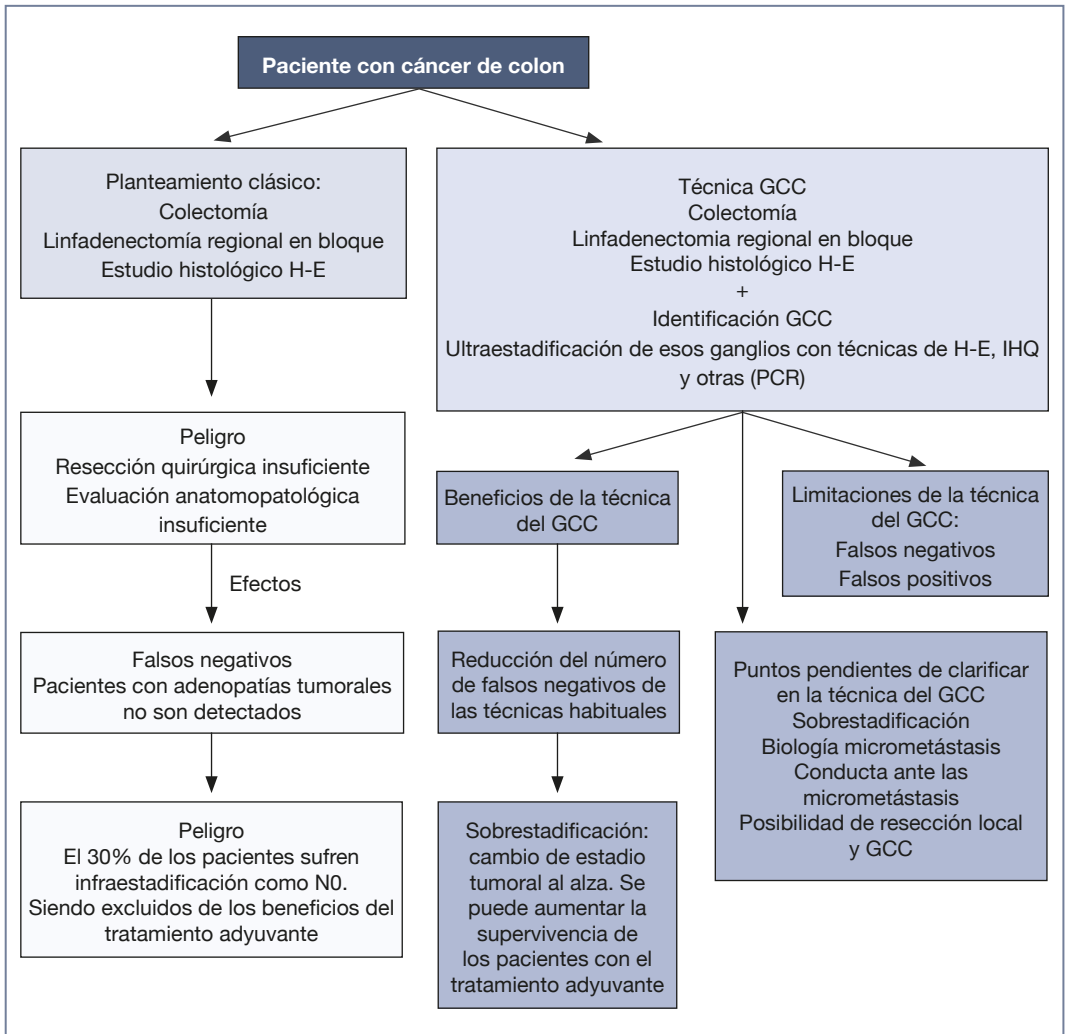 Paciente con cáncer de colon
Planteamiento clásico:
Colectomía
Linfadenectomía regional en bloque
Estudio histológico H-E
Técnica GCC
Colectomía
Linfadenectomia regional en bloque
Estudio histológico H-E
+
Identificación GCC
Ultraestadificación de esos ganglios con técnicas de H-E, IHQ
y otras (PCR)
Peligro
Resección quirúrgica insuficiente
Evaluación anatomopatológica
insuficiente
Efectos
Falsos negativos
Pacientes con adenopatías tumorales
no son detectados
Peligro
El 30% de los pacientes sufren
infraestadificación como N0.
Siendo excluidos de los beneficios del
tratamiento adyuvante
Beneficios de la técnica
del GCC
Reducción del número
de falsos negativos de
las técnicas habituales
Sobrestadificación:
cambio de estadio
tumoral al alza. Se
puede aumentar la
supervivencia de
los pacientes con el
tratamiento adyuvante
Limitaciones de la técnica
del GCC:
Falsos negativos
Falsos positivos
Puntos pendientes de clarificar
en la técnica del GCC
Sobrestadificación
Biología micrometástasis
Conducta ante las
micrometástasis
Posibilidad de resección local
y GCC